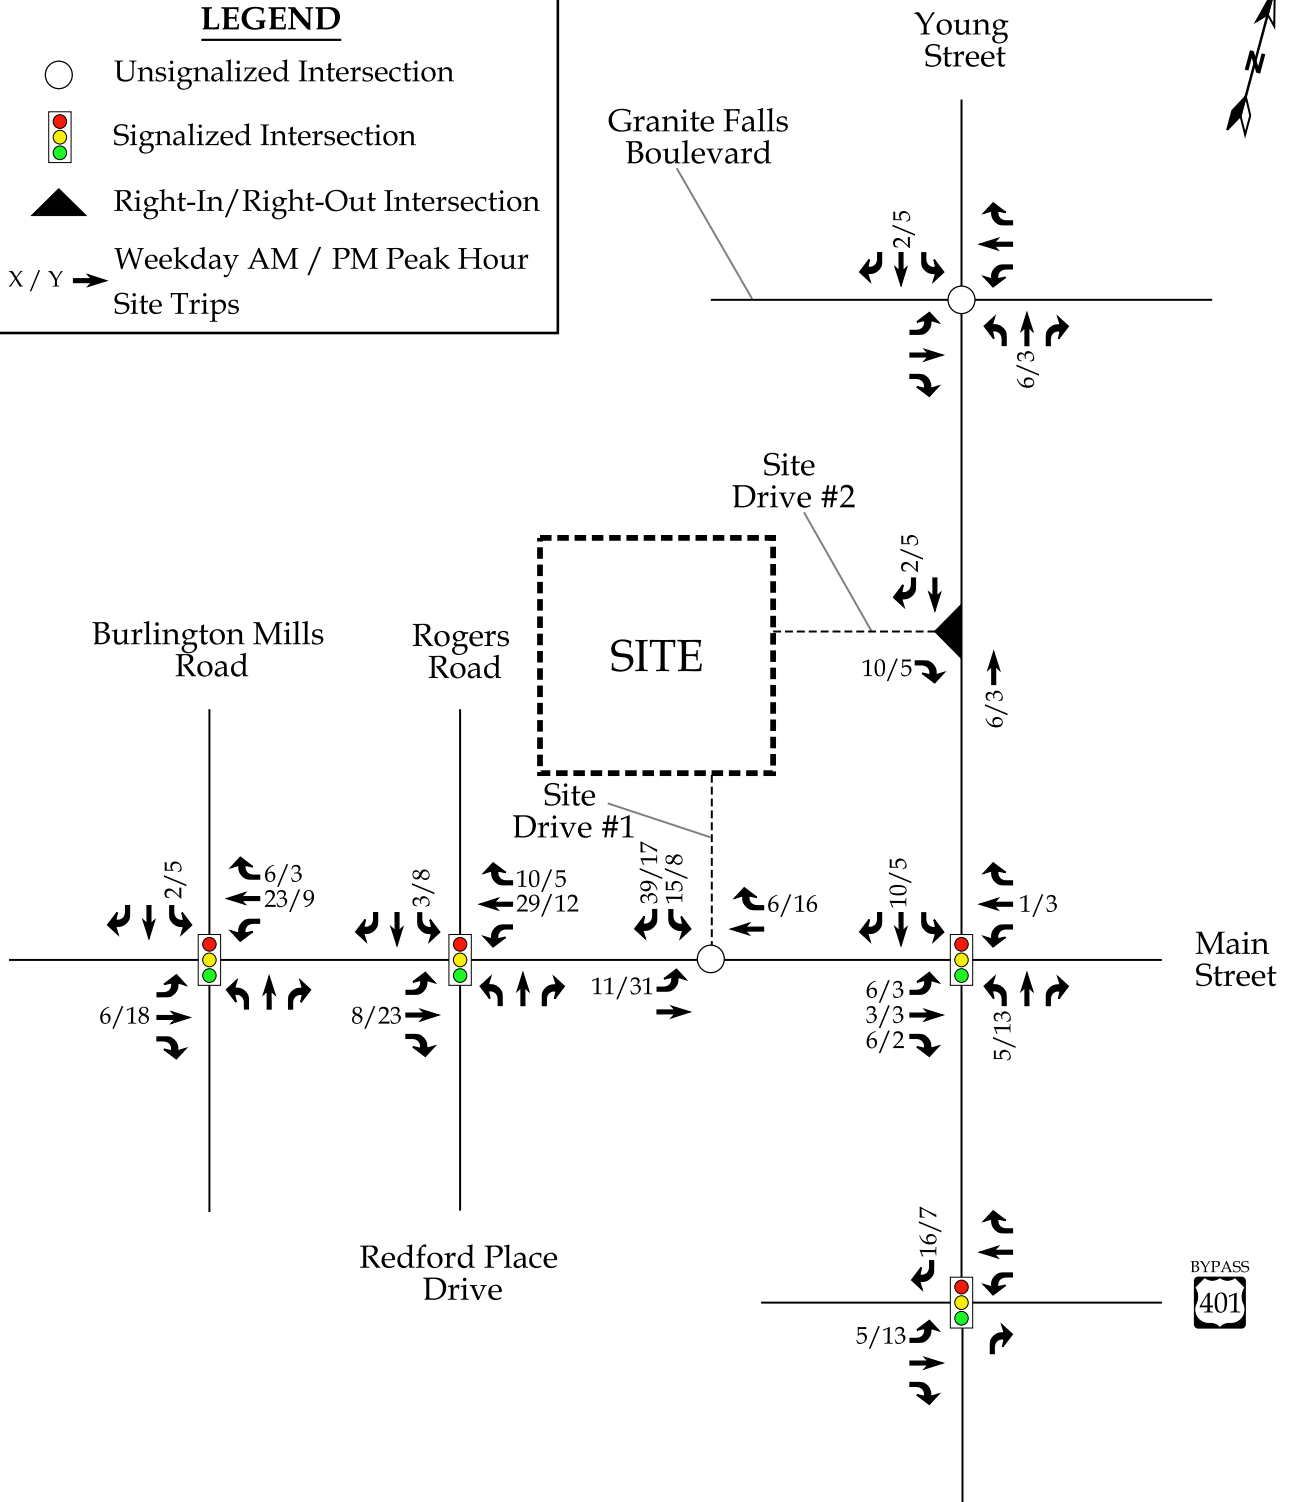 LEGEND
Unsignalized Intersection
Signalized Intersection
Right-In/Right-Out Intersection
X / Y
Weekday AM / PM Peak Hour
Site Trips
Young
Street
N
Granite Falls
Boulevard
2/5
6/3
Site
Drive #2
2/5
SITE
10/5
6/3
Burlington Mills
Road
Rogers
Road
Site
Drive #1
2/5
6/3
23/9
6/18
3/8
10/5
29/12
8/23
39/17
15/8
6/16
11/31
10/5
1/3
6/3
3/3
6/2
5/13
Main
Street
Redford Place
Drive
16/7
5/13
BYPASS
401